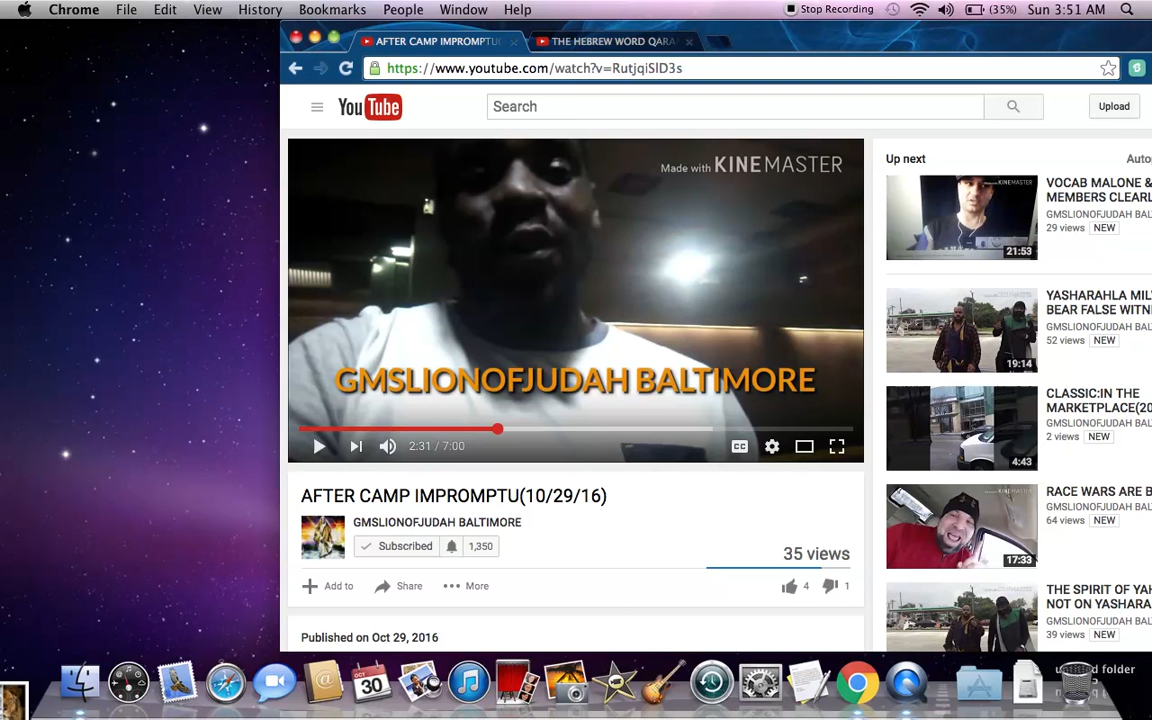 Chrome File Edit View History Bookmarks People Window Help Stop Recording (35%) Sun 3:51 AM
AFTER CAMP IMPROMPTU THE HEBREW WORD QARA
https://www.youtube.com/watch?v=RutjqiSlD3s
YouTube Search Upload
Made with KINEMASTER
GMSLIONOFJUDAH BALTIMORE
2:31 / 7:00 CC
AFTER CAMP IMPROMPTU(10/29/16)
GMSLIONOFJUDAH BALTIMORE
Subscribed 1,350
35 views
Add to Share More 4 1
Published on Oct 29, 2016
Up next Auto
VOCAB MALONE &
MEMBERS CLEARL
GMSLIONOFJUDAH BAL
29 views NEW
21:53
YASHARAHLA MIL
BEAR FALSE WITN
GMSLIONOFJUDAH BAL
52 views NEW
19:14
CLASSIC:IN THE
MARKETPLACE(20
GMSLIONOFJUDAH BAL
2 views NEW
4:43
RACE WARS ARE B
GMSLIONOFJUDAH BAL
64 views NEW
17:33
THE SPIRIT OF YAH
NOT ON YASHARA
GMSLIONOFJUDAH BAL
39 views NEW
OCT
30
untitled folder